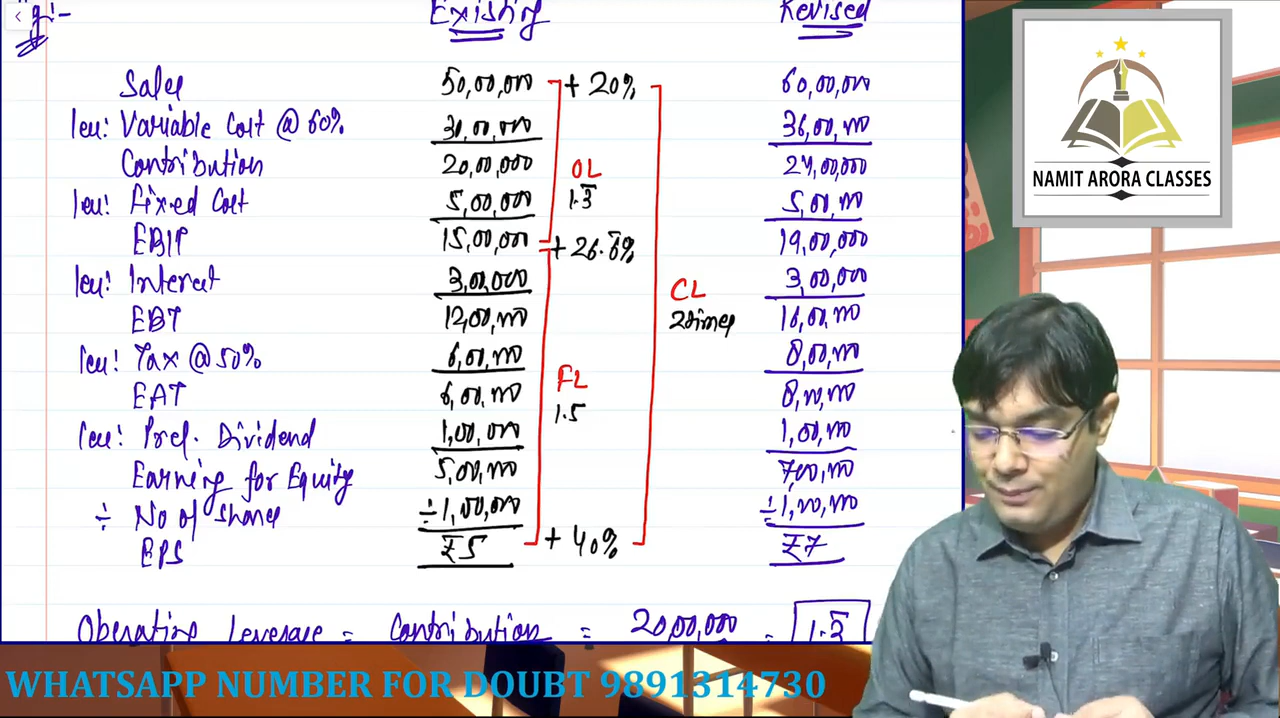 Eg:-
Existing Revised
Sales 50,00,000 + 20% 60,00,000
less: Variable Cost @ 60% 30,00,000 36,00,000
Contribution 20,00,000 OL 24,00,000
less: Fixed Cost 5,00,000 1.3̅ 5,00,000
EBIT 15,00,000 + 26.6̅% 19,00,000
less: Interest 3,00,000 CL 3,00,000
EBT 12,00,000 2 times 16,00,000
less: Tax @ 50% 6,00,000 FL 8,00,000
EAT 6,00,000 1.5 8,00,000
less: Pref. Dividend 1,00,000 1,00,000
Earning for Equity 5,00,000 7,00,000
÷ No of Shares ÷ 1,00,000 ÷ 1,00,000
EPS ₹5 + 40% ₹7
Operating Leverage = Contribution = 20,00,000 = 1.3̅
NAMIT ARORA CLASSES
WHATSAPP NUMBER FOR DOUBT 9891314730